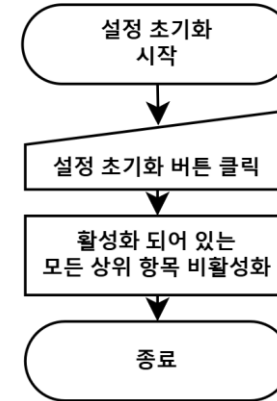 설정 초기화
시작
설정 초기화 버튼 클릭
활성화 되어 있는
모든 상위 항목 비활성화
종료